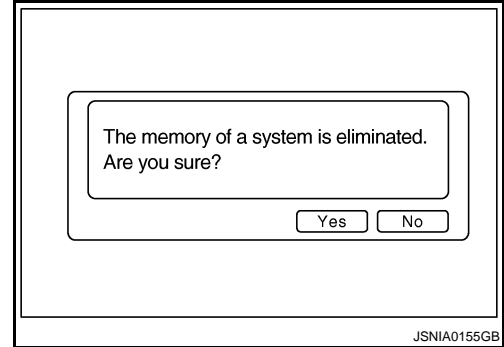 The memory of a system is eliminated.
Are you sure?
Yes No
JSNIA0155GB